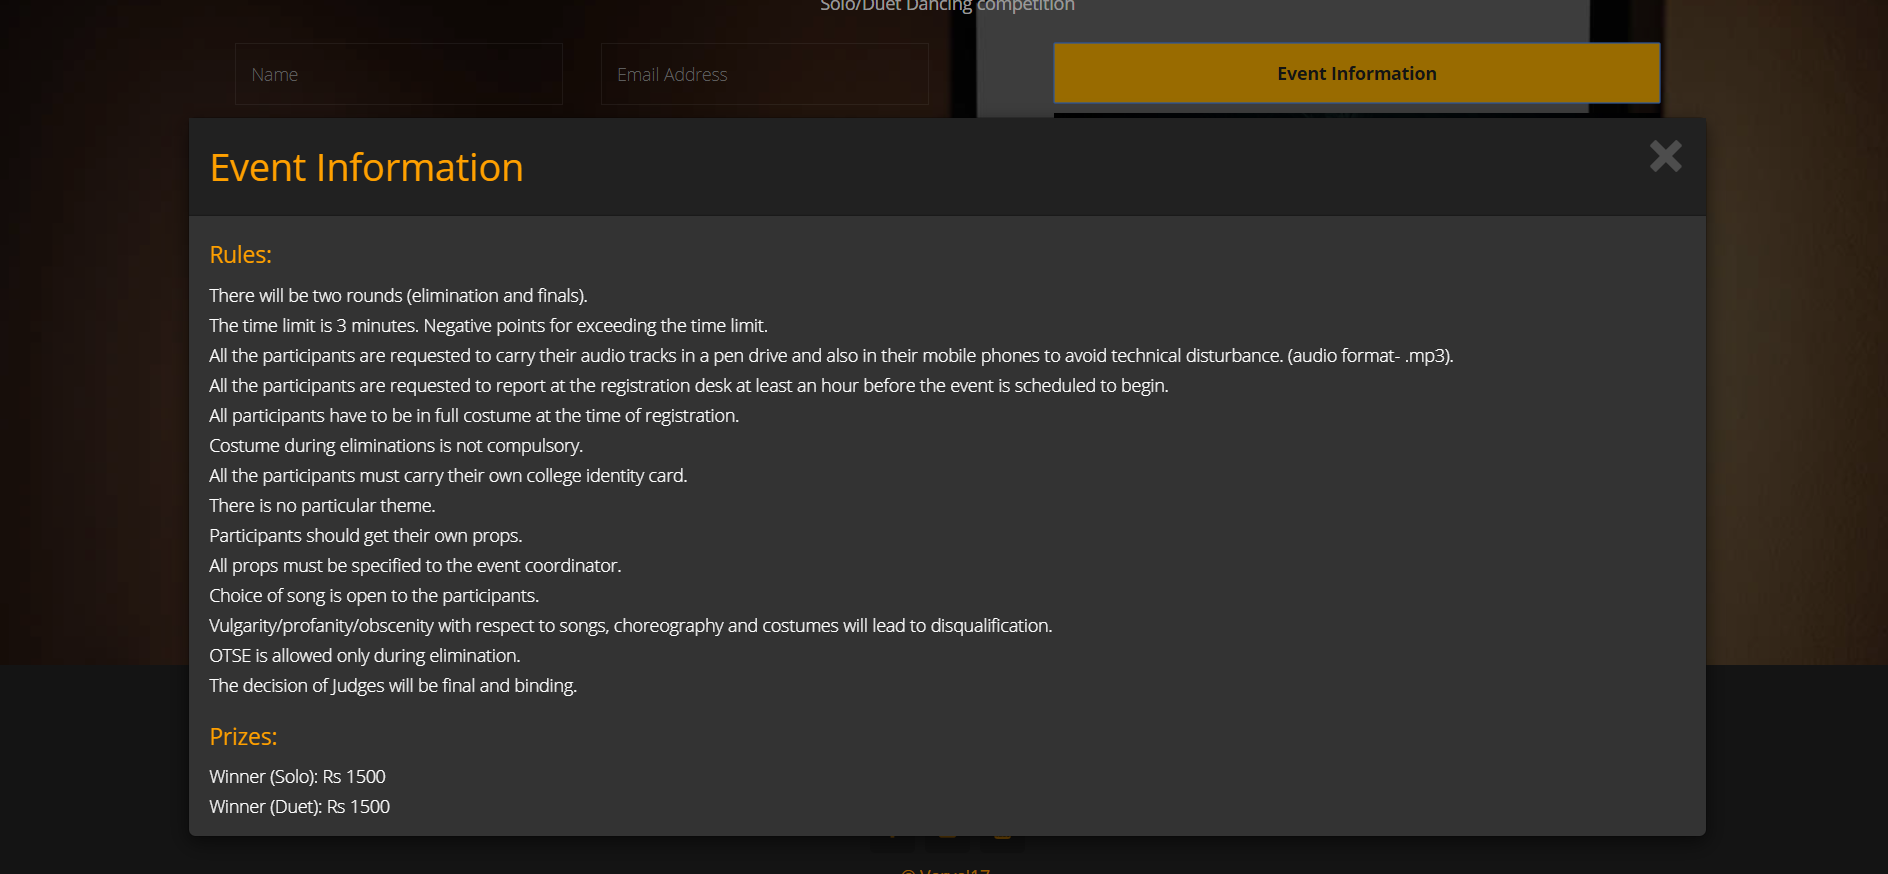 Solo/Duet Dancing competition
Name
Email Address
Event Information
Event Information
Rules:
There will be two rounds (elimination and finals).
The time limit is 3 minutes. Negative points for exceeding the time limit.
All the participants are requested to carry their audio tracks in a pen drive and also in their mobile phones to avoid technical disturbance. (audio format- .mp3).
All the participants are requested to report at the registration desk at least an hour before the event is scheduled to begin.
All participants have to be in full costume at the time of registration.
Costume during eliminations is not compulsory.
All the participants must carry their own college identity card.
There is no particular theme.
Participants should get their own props.
All props must be specified to the event coordinator.
Choice of song is open to the participants.
Vulgarity/profanity/obscenity with respect to songs, choreography and costumes will lead to disqualification.
OTSE is allowed only during elimination.
The decision of Judges will be final and binding.
Prizes:
Winner (Solo): Rs 1500
Winner (Duet): Rs 1500